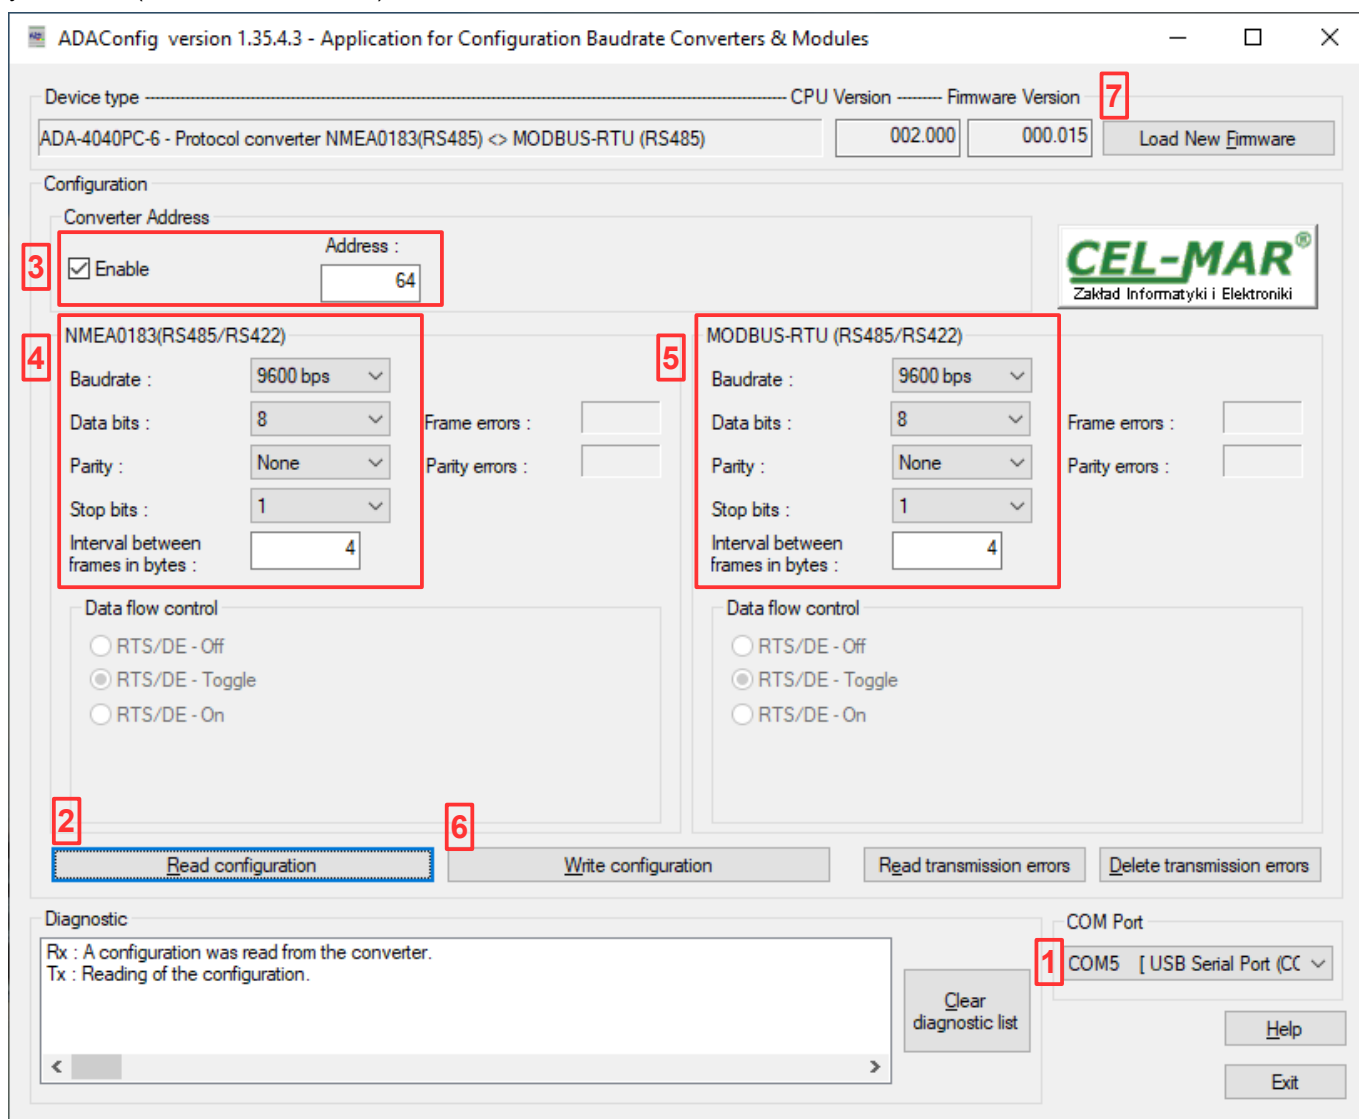 ADAConfig version 1.35.4.3 - Application for Configuration Baudrate Converters & Modules
Device type CPU Version Firmware Version 7
ADA-4040PC-6 - Protocol converter NMEA0183(RS485) <> MODBUS-RTU (RS485) 002.000 000.015 Load New Firmware
Configuration
Converter Address
3 Enable Address : 64
CEL-MAR®
Zakład Informatyki i Elektroniki
4 NMEA0183(RS485/RS422)
Baudrate : 9600 bps
Data bits : 8 Frame errors :
Parity : None Parity errors :
Stop bits : 1
Interval between
frames in bytes : 4
Data flow control
RTS/DE - Off
RTS/DE - Toggle
RTS/DE - On
5 MODBUS-RTU (RS485/RS422)
Baudrate : 9600 bps
Data bits : 8 Frame errors :
Parity : None Parity errors :
Stop bits : 1
Interval between
frames in bytes : 4
Data flow control
RTS/DE - Off
RTS/DE - Toggle
RTS/DE - On
2 6
Read configuration Write configuration Read transmission errors Delete transmission errors
Diagnostic
Rx : A configuration was read from the converter.
Tx : Reading of the configuration.
Clear
diagnostic list
COM Port
1 COM5 [ USB Serial Port (CC
Help
Exit